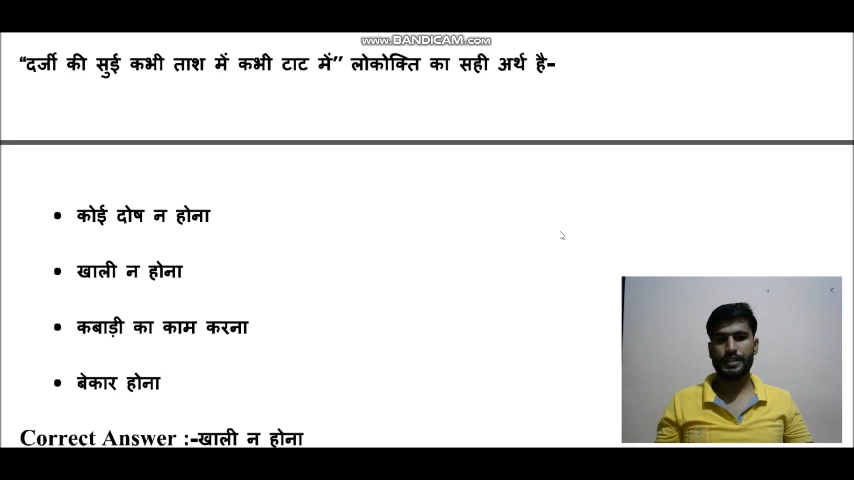 www.BANDICAM.com
“दर्जी की सुई कभी ताश में कभी टाट में’’ लोकोक्ति का सही अर्थ है-
• कोई दोष न होना
• खाली न होना
• कबाड़ी का काम करना
• बेकार होना
Correct Answer :-खाली न होना